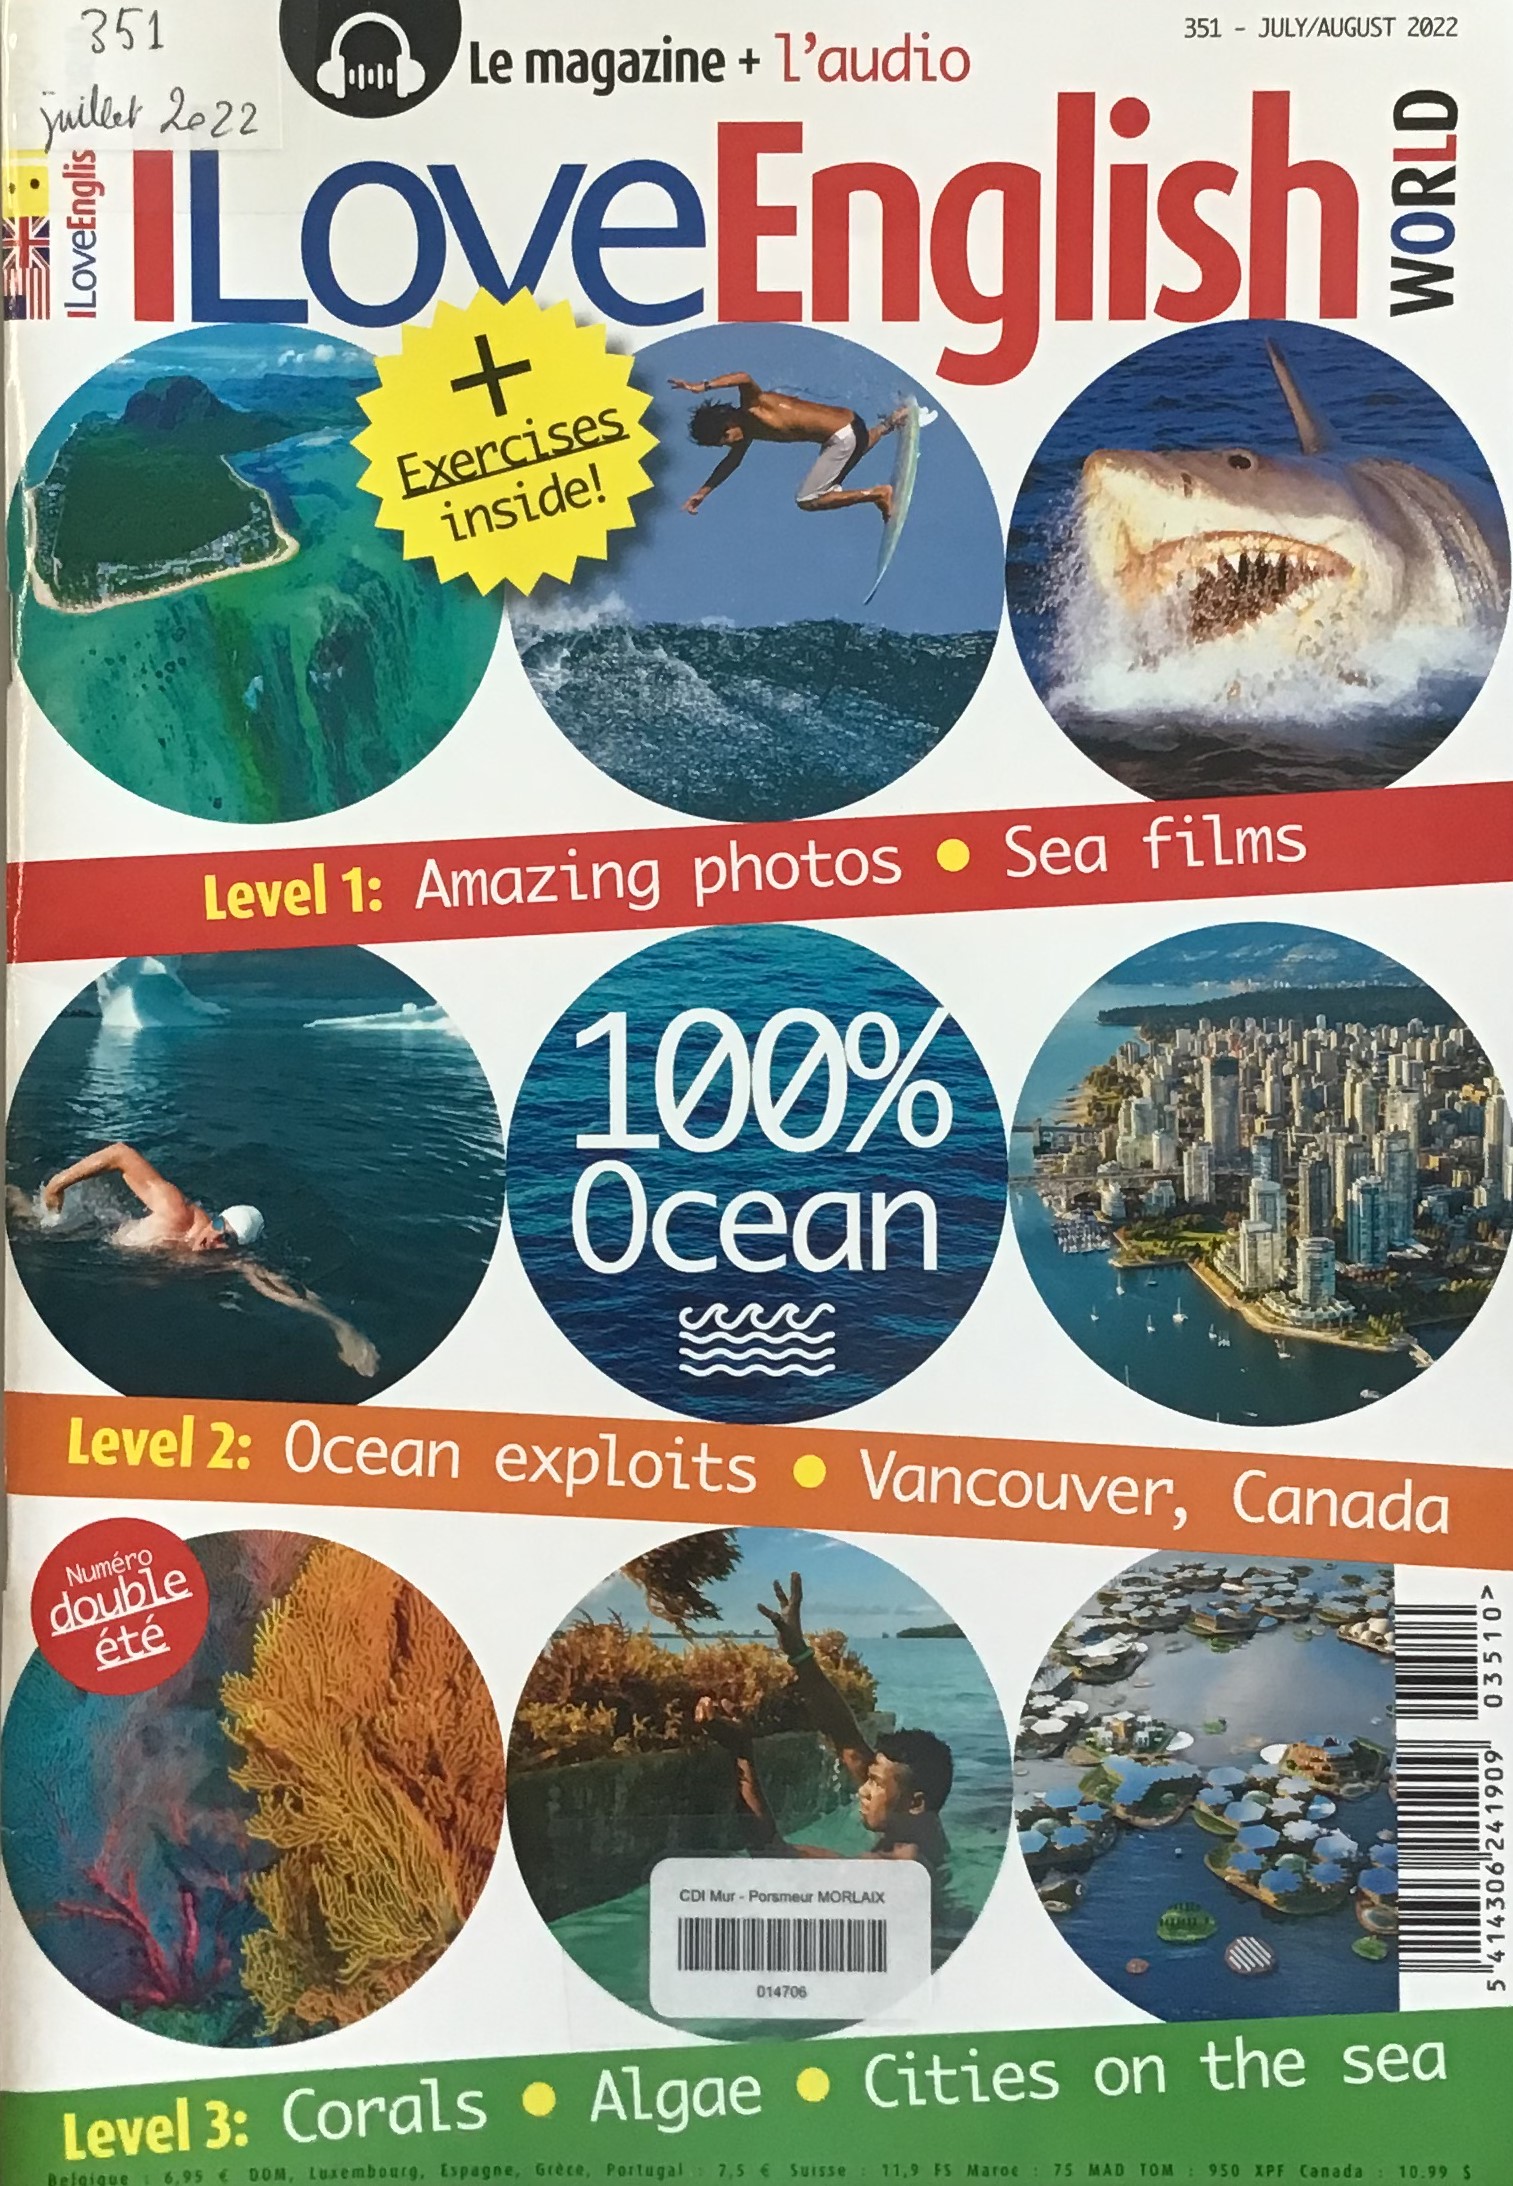 351
juillet 2022
Le magazine + l'audio
351 - JULY/AUGUST 2022
ILoveEnglis
ILoveEnglish
WORLD
+
Exercises
inside!
Level 1: Amazing photos • Sea films
100%
Ocean
Level 2: Ocean exploits • Vancouver, Canada
Numéro
double
été
CDI Mur - Porsmeur MORLAIX
014706
5 414306 241909 03510>
Level 3: Corals • Algae • Cities on the sea
Belgique : 6,95 € DOM, Luxembourg, Espagne, Grèce, Portugal : 7,5 € Suisse : 11,9 FS Maroc : 75 MAD TOM : 950 XPF Canada : 10.99 $